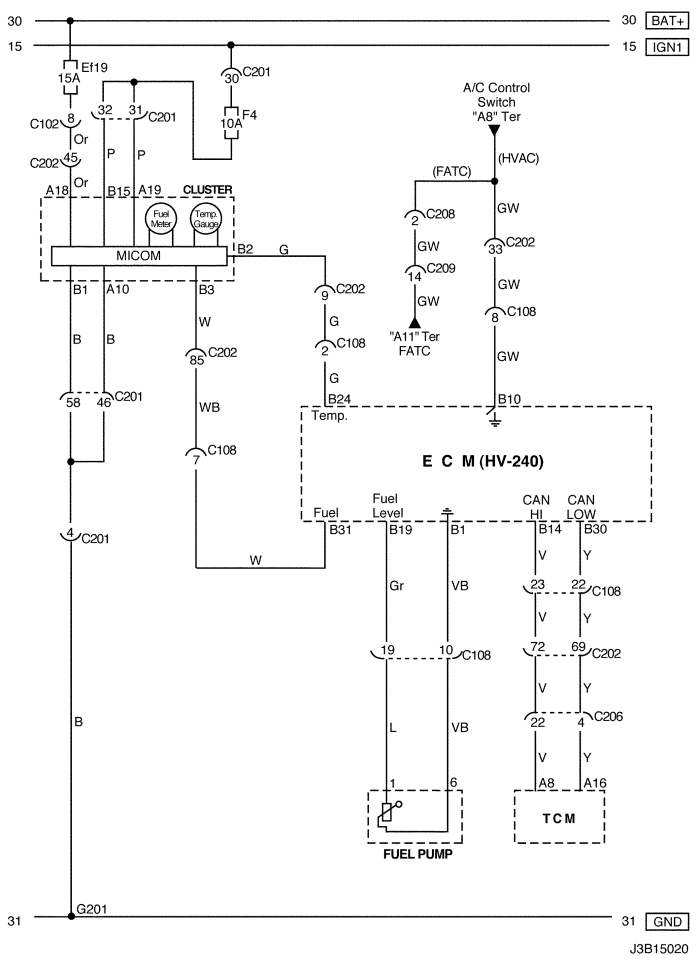 30
30 BAT+
15
15 IGN1
Ef19
15A
C201
30
F4
10A
32 31
C201
8
C102
Or
45
C202
Or
P P
A/C Control
Switch
"A8" Ter
(HVAC)
(FATC)
A18 B15 A19 CLUSTER
Fuel
Meter
Temp.
Gauge
MICOM
B2 G
B1 A10 B3
C208
2
GW
GW
C209
14
GW
C202
33
GW
"A11" Ter
FATC
C108
8
GW
9
C202
G
2
C108
G
B B W
85
C202
WB
58 46
C201
7
C108
B24 B10
Temp.
E C M (HV-240)
Fuel
Fuel
Level
CAN
HI
CAN
LOW
B31 B19 B1 B14 B30
4
C201
W
Gr VB V Y
23 22
C108
V Y
19 10
C108
72 69
C202
V Y
C206
22 4
B
L VB V Y
1 6 A8 A16
TCM
FUEL PUMP
G201
31
31 GND
J3B15020